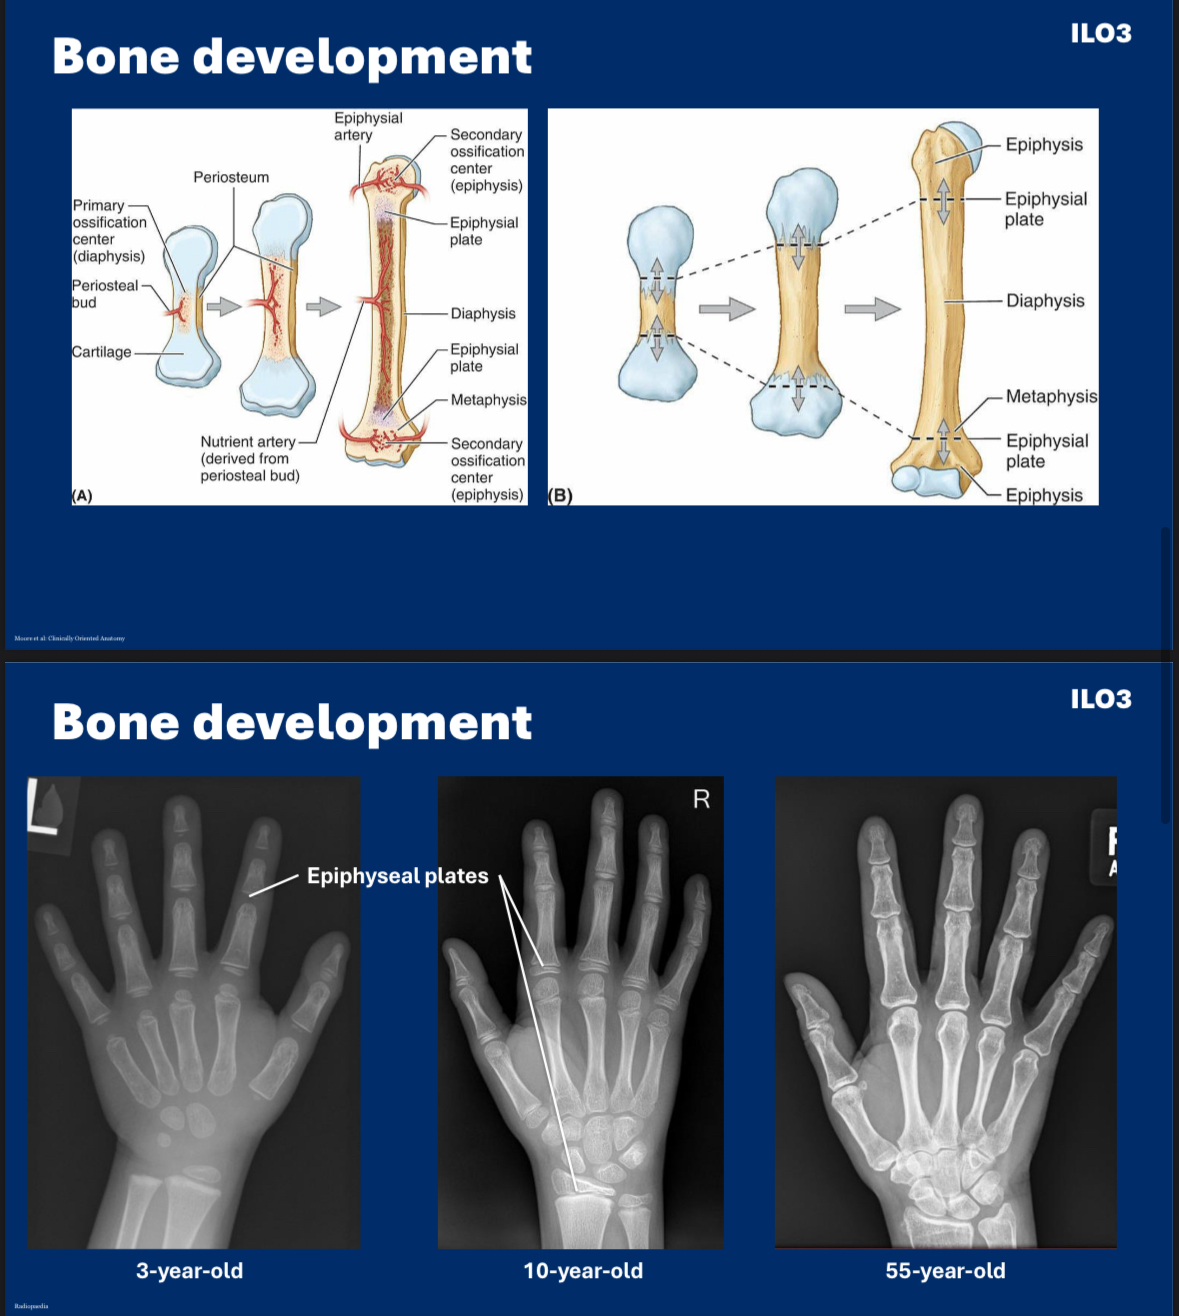 Bone development
ILO3
Epiphysial
artery
Secondary
ossification
center
(epiphysis)
Periosteum
Primary
ossification
center
(diaphysis)
Epiphysial
plate
Periosteal
bud
Diaphysis
Cartilage
Epiphysial
plate
Metaphysis
Nutrient artery
(derived from
periosteal bud)
Secondary
ossification
center
(epiphysis)
(A)
Epiphysis
Epiphysial
plate
Diaphysis
Metaphysis
Epiphysial
plate
Epiphysis
(B)
Moore et al: Clinically Oriented Anatomy
Bone development
ILO3
L
R
Epiphyseal plates
3-year-old
10-year-old
55-year-old
Radiopaedia